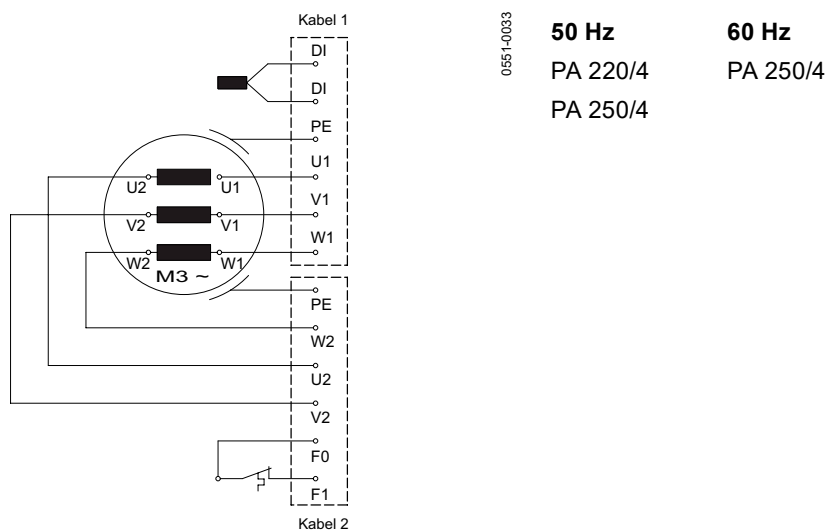 Kabel 1
DI
DI
PE
U1
V1
W1
U2 U1
V2 V1
W2 W1
M3 ~
PE
W2
U2
V2
F0
F1
Kabel 2
0551-0033
50 Hz 60 Hz
PA 220/4 PA 250/4
PA 250/4